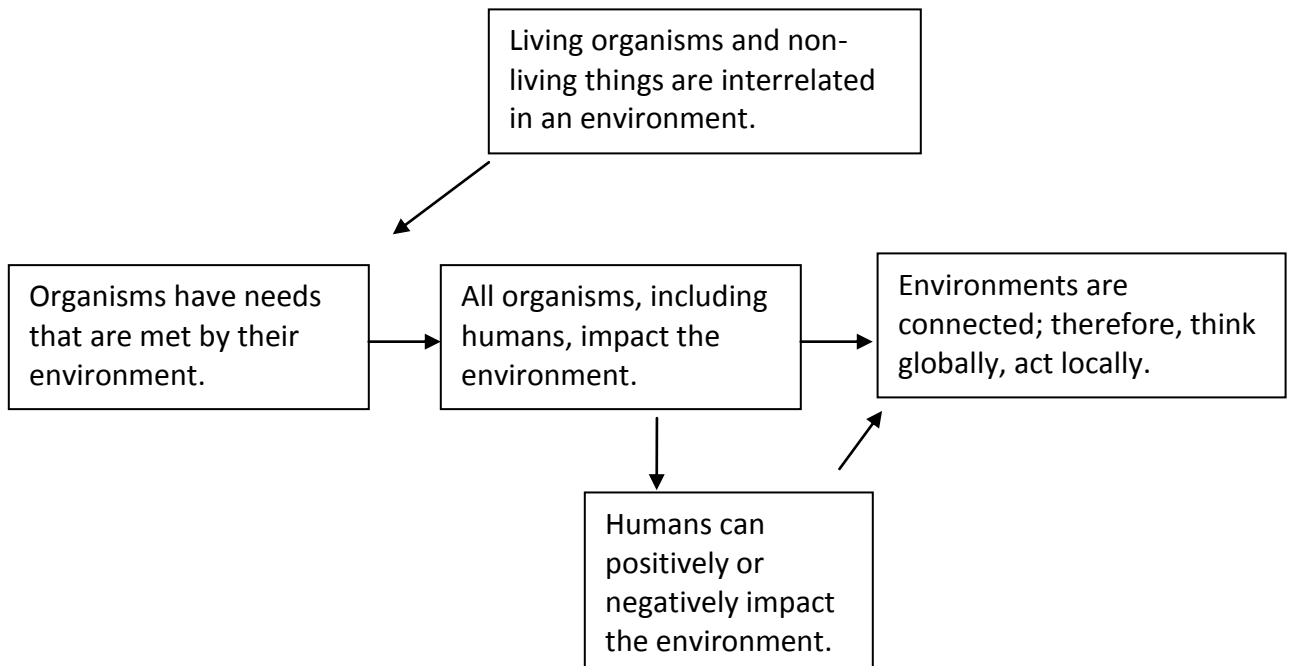 Living organisms and non-
living things are interrelated
in an environment.
Organisms have needs
that are met by their
environment.
All organisms, including
humans, impact the
environment.
Environments are
connected; therefore, think
globally, act locally.
Humans can
positively or
negatively impact
the environment.